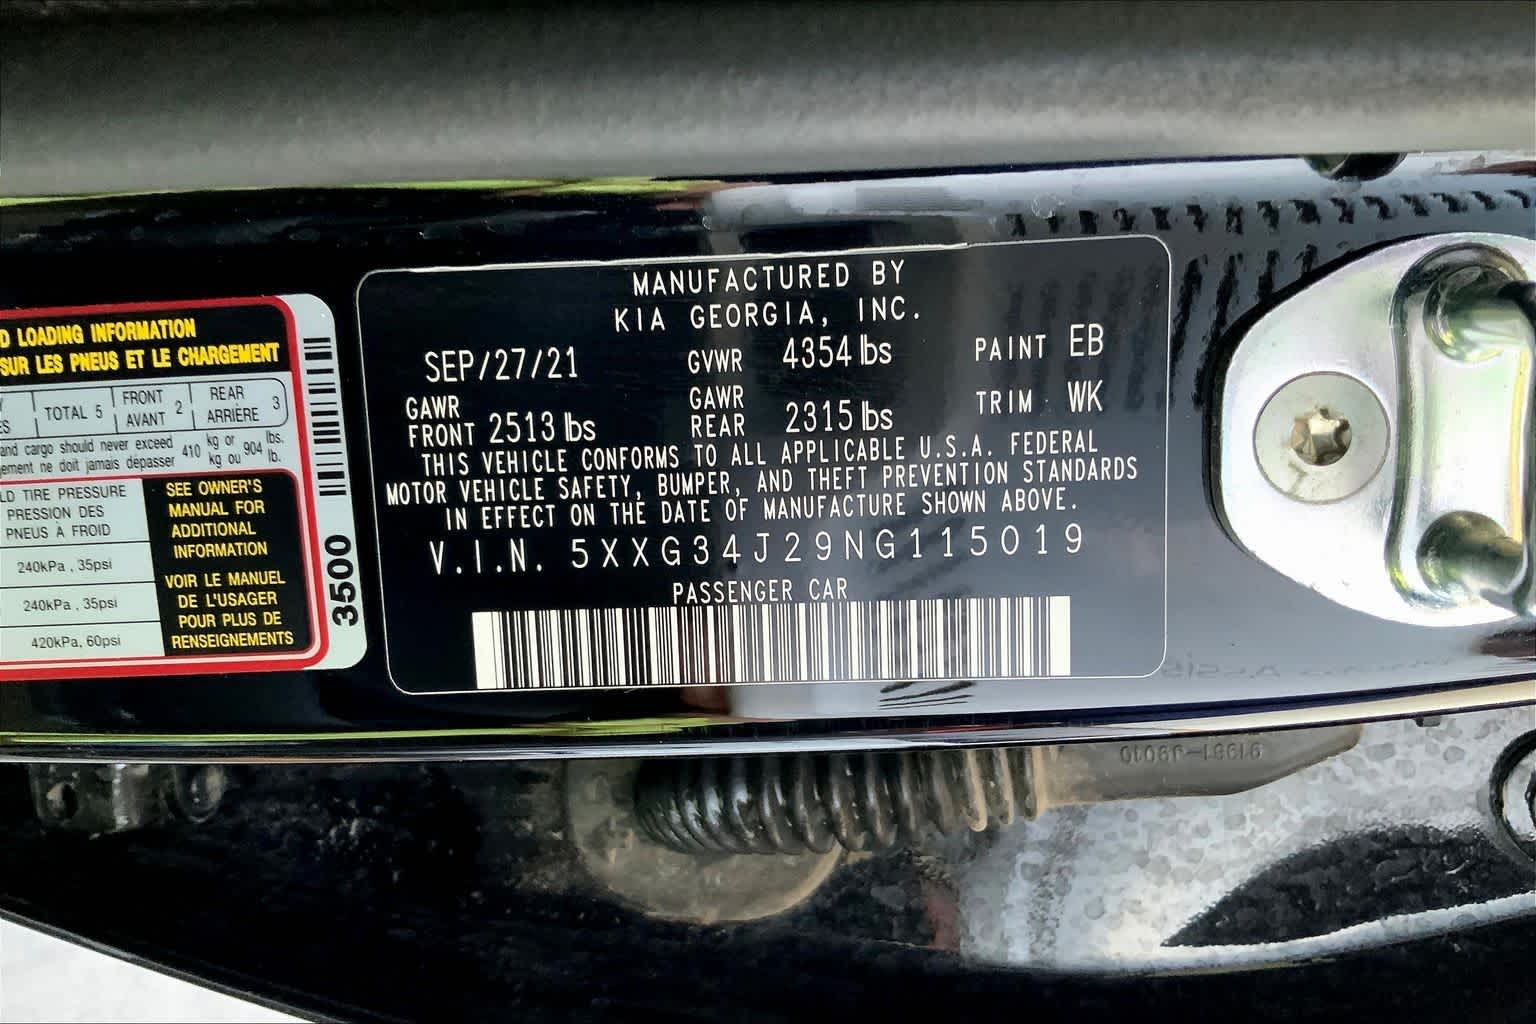 D LOADING INFORMATION
SUR LES PNEUS ET LE CHARGEMENT
TOTAL 5 FRONT AVANT 2 REAR ARRIÈRE 3
and cargo should never exceed 410 kg or 904 lbs.
gement ne doit jamais dépasser kg ou lb.
LD TIRE PRESSURE
PRESSION DES
PNEUS À FROID
240kPa , 35psi
240kPa , 35psi
420kPa, 60psi
SEE OWNER'S
MANUAL FOR
ADDITIONAL
INFORMATION
VOIR LE MANUEL
DE L'USAGER
POUR PLUS DE
RENSEIGNEMENTS
3500
MANUFACTURED BY
KIA GEORGIA, INC.
SEP/27/21 GVWR 4354 lbs PAINT EB
GAWR FRONT 2513 lbs GAWR REAR 2315 lbs TRIM : WK
THIS VEHICLE CONFORMS TO ALL APPLICABLE U.S.A. FEDERAL
MOTOR VEHICLE SAFETY, BUMPER, AND THEFT PREVENTION STANDARDS
IN EFFECT ON THE DATE OF MANUFACTURE SHOWN ABOVE.
V.I.N. 5XXG34J29NG115019
PASSENGER CAR